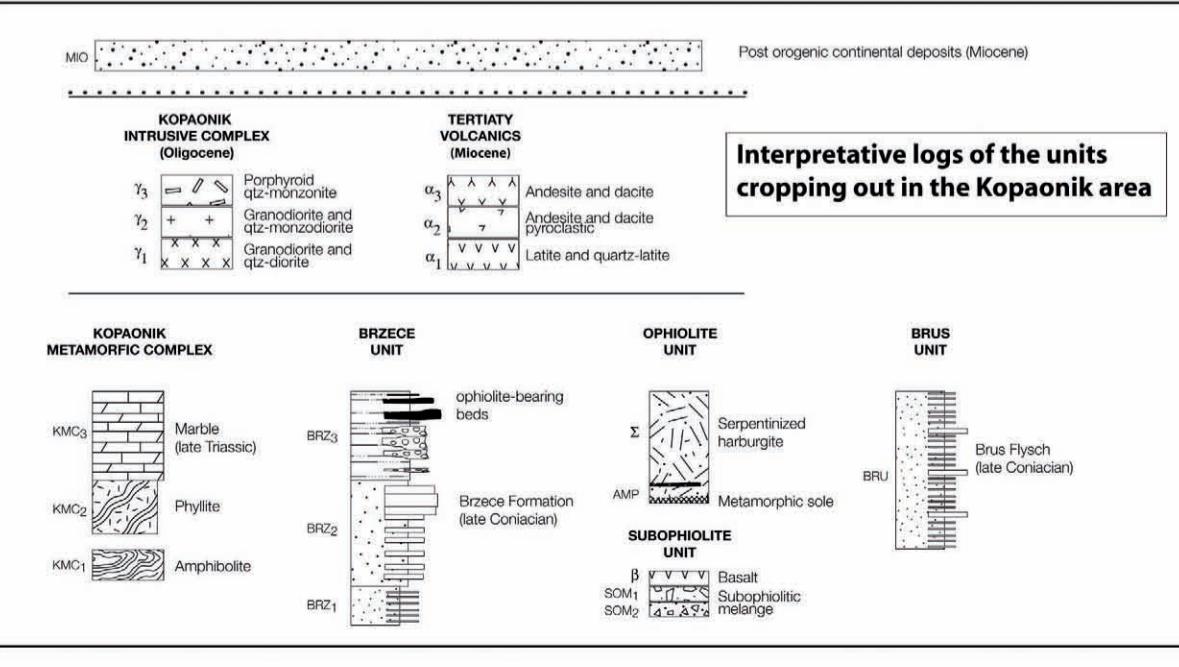 MIO
Post orogenic continental deposits (Miocene)
KOPAONIK
INTRUSIVE COMPLEX
(Oligocene)
γ3
Porphyroid
qtz-monzonite
γ2
Granodiorite and
qtz-monzodiorite
γ1
Granodiorite and
qtz-diorite
TERTIATY
VOLCANICS
(Miocene)
α3
Andesite and dacite
α2
Andesite and dacite
pyroclastic
α1
Latite and quartz-latite
Interpretative logs of the units
cropping out in the Kopaonik area
KOPAONIK
METAMORFIC COMPLEX
KMC3
Marble
(late Triassic)
KMC2
Phyllite
KMC1
Amphibolite
BRZECE
UNIT
ophiolite-bearing
beds
BRZ3
Brzece Formation
(late Coniacian)
BRZ2
BRZ1
OPHIOLITE
UNIT
Σ
Serpentinized
harburgite
AMP
Metamorphic sole
SUBOPHIOLITE
UNIT
β
Basalt
SOM1
Subophiolitic
SOM2
melange
BRUS
UNIT
BRU
Brus Flysch
(late Coniacian)